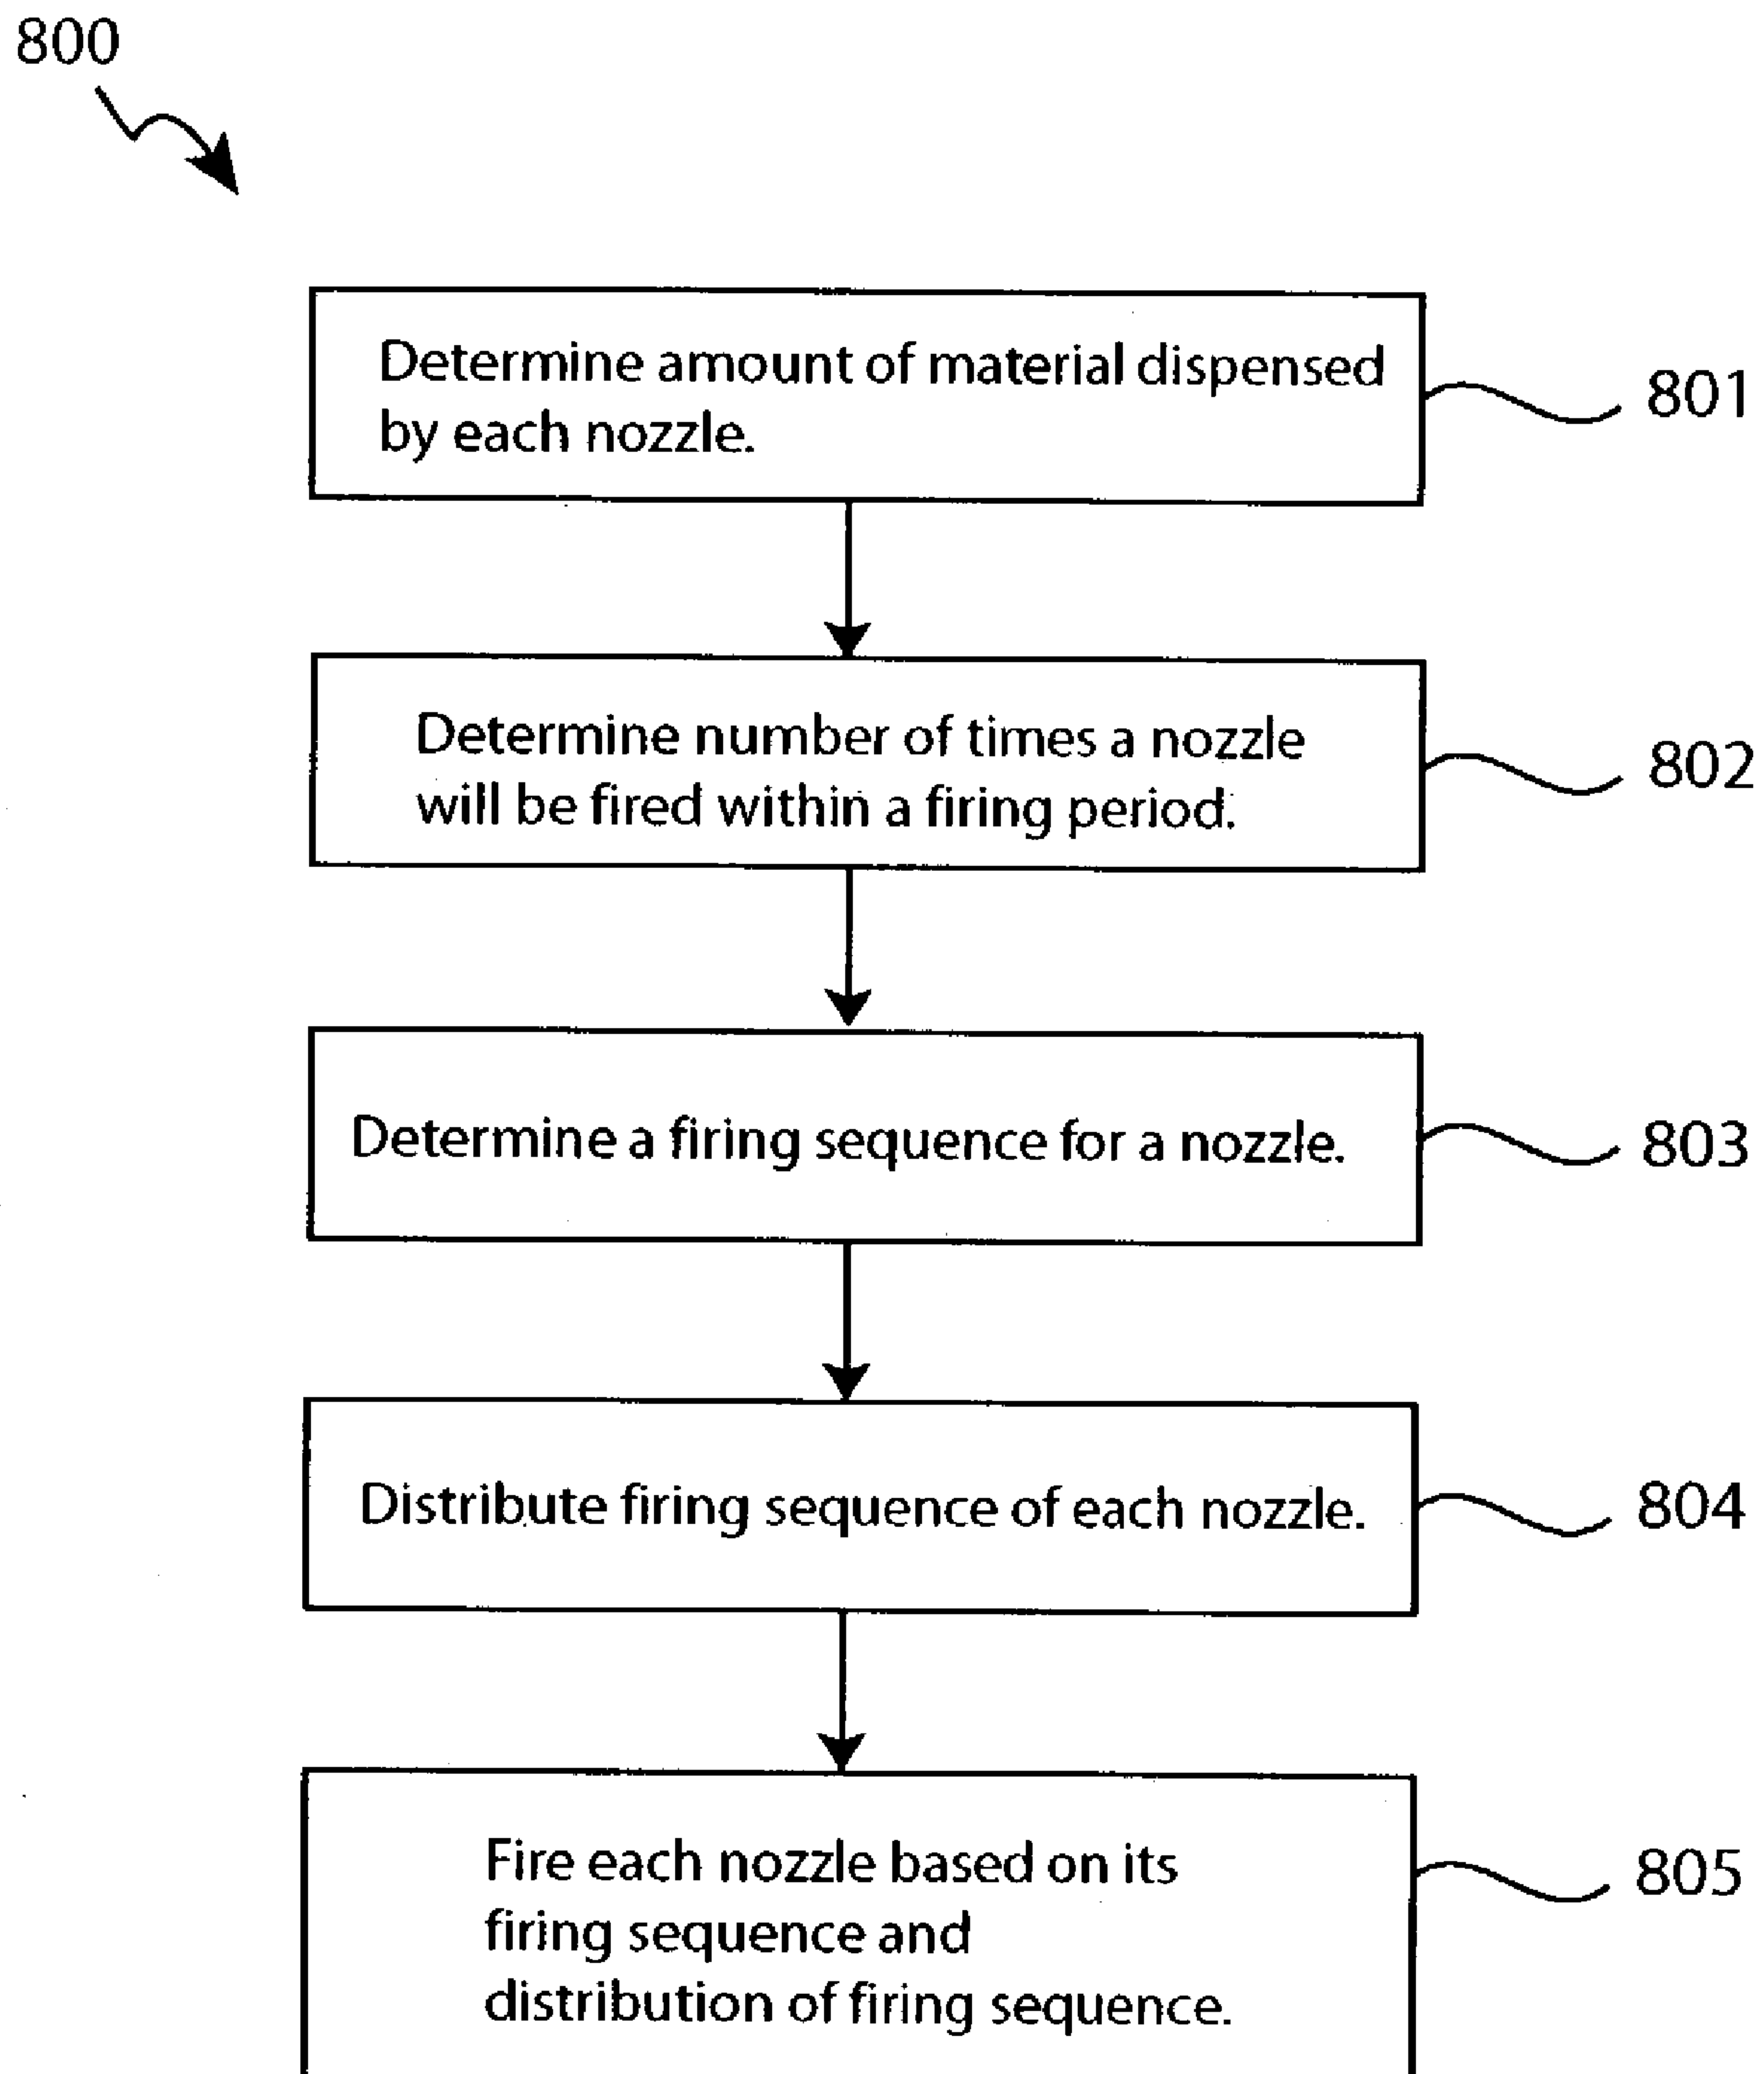 800
Determine amount of material dispensed
by each nozzle.
801
Determine number of times a nozzle
will be fired within a firing period.
802
Determine a firing sequence for a nozzle.
803
Distribute firing sequence of each nozzle.
804
Fire each nozzle based on its
firing sequence and
distribution of firing sequence.
805